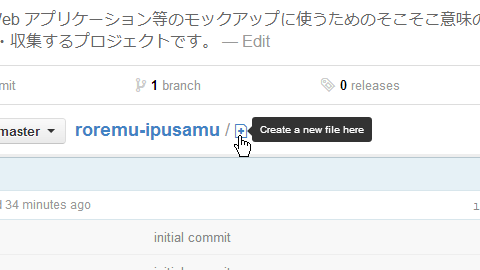 Web アプリケーション等のモックアップに使うためのそこそこ意味の
・収集するプロジェクトです。 — Edit
mit 1 branch 0 releases
master roremu-ipusamu / Create a new file here
d 34 minutes ago 1
initial commit
initial commit